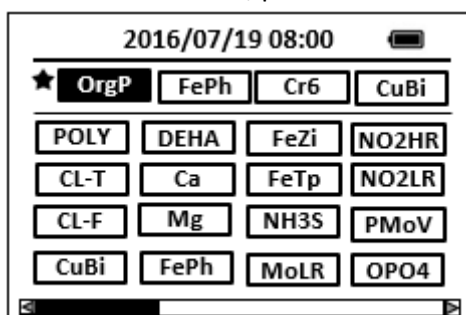 2016/07/19 08:00
OrgP FePh Cr6 CuBi
POLY DEHA FeZi NO2HR
CL-T Ca FeTp NO2LR
CL-F Mg NH3S PMoV
CuBi FePh MoLR OPO4